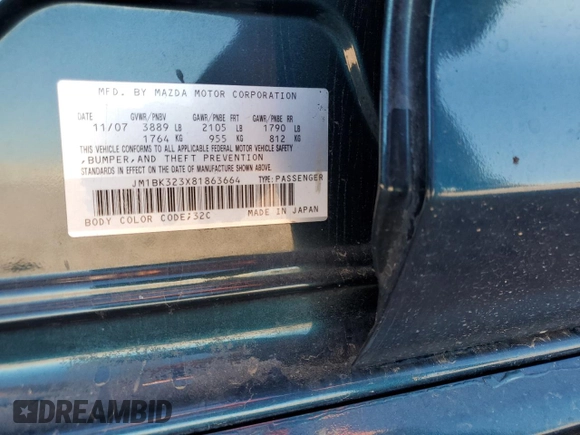 MFD. BY MAZDA MOTOR CORPORATION
DATE GVWR/PNBV GAWR/PNBE FRT GAWR/PNBE RR
11/07 3889 LB 2105 LB 1790 LB
1764 KG 955 KG 812 KG
THIS VEHICLE CONFORMS TO ALL APPLICABLE FEDERAL MOTOR VEHICLE SAFETY
,BUMPER,AND THEFT PREVENTION
STANDARDS IN EFFECT ON THE DATE OF MANUFACTURE SHOWN ABOVE.
JM1BK323X81863664 TYPE:PASSENGER
BODY COLOR CODE;32C MADE IN JAPAN
DREAMBID